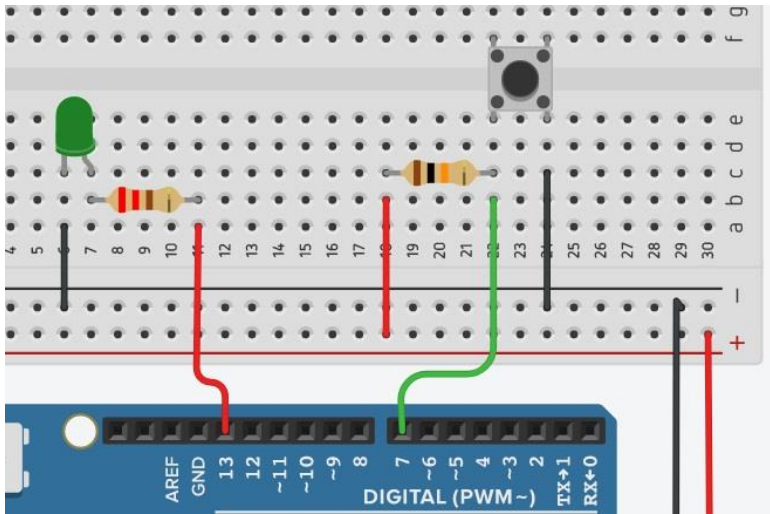 g
f
e
d
c
b
a
4 5 6 7 8 9 10 11 12 13 14 15 16 17 18 19 20 21 22 23 24 25 26 27 28 29 30
−
+
AREF GND 13 12 ~11 ~10 ~9 8 7 ~6 ~5 4 ~3 2 TX→1 RX←0
DIGITAL (PWM~)